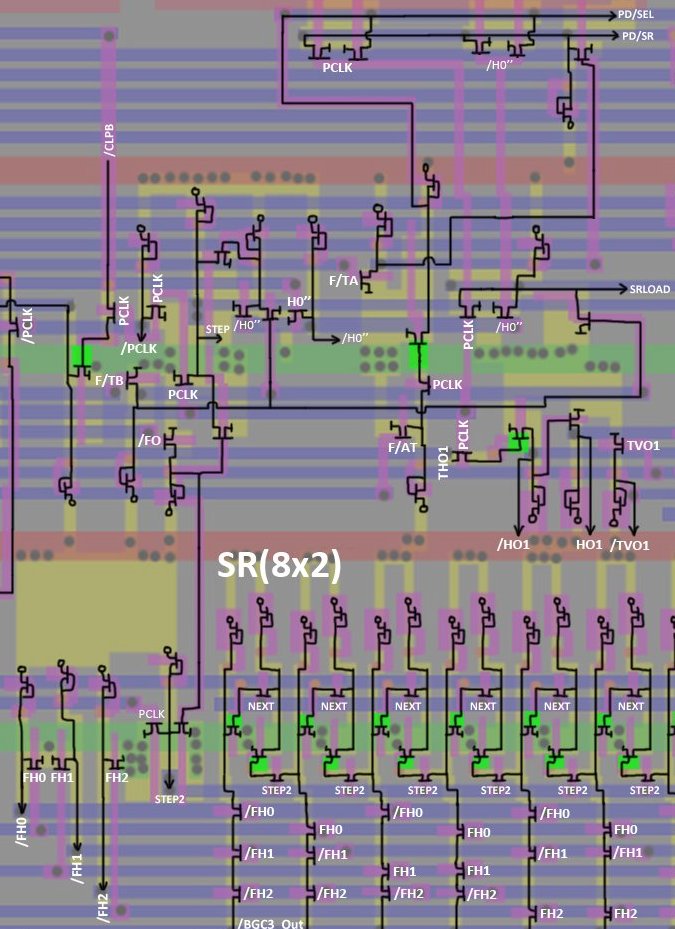 PD/SEL
PD/SR
PCLK
/H0''
/CLPB
F/TA
SRLOAD
H0''
/PCLK
PCLK
PCLK
STEP
/H0''
PCLK
/H0''
/PCLK
/H0''
F/TB
PCLK
PCLK
/FO
F/AT
THO1
PCLK
TVO1
/HO1
HO1
/TVO1
SR(8x2)
PCLK
NEXT
NEXT
NEXT
NEXT
NEXT
NEXT
FH0
FH1
FH2
STEP2
STEP2
STEP2
STEP2
STEP2
STEP2
STEP2
/FH0
/FH1
/FH2
/FH0
/FH0
/FH0
FH0
FH0
FH0
/FH1
/FH1
/FH1
/FH1
FH1
FH1
/FH2
/FH2
/FH2
/FH2
FH2
FH2
/BGC3_Out